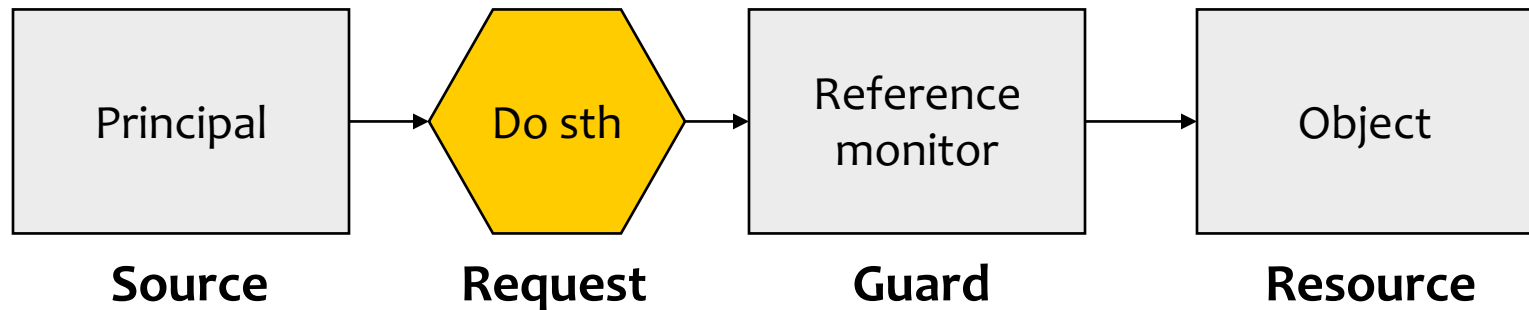 Principal
Do sth
Reference
monitor
Object
Source
Request
Guard
Resource